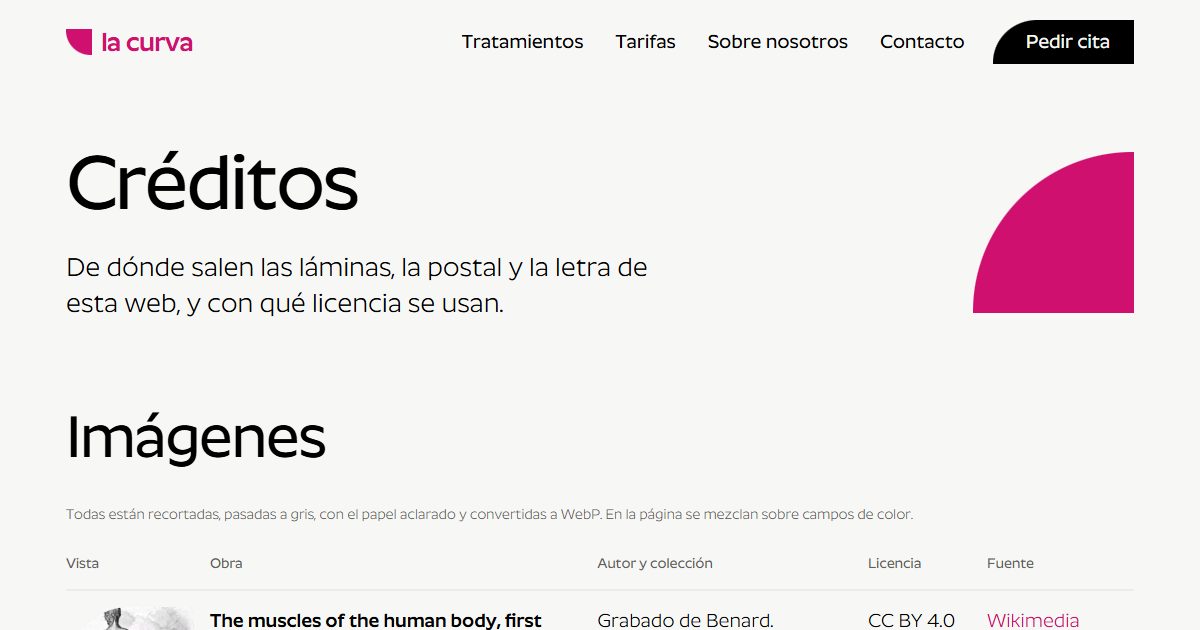 la curva
Tratamientos
Tarifas
Sobre nosotros
Contacto
Pedir cita
Créditos
De dónde salen las láminas, la postal y la letra de
esta web, y con qué licencia se usan.
Imágenes
Todas están recortadas, pasadas a gris, con el papel aclarado y convertidas a WebP. En la página se mezclan sobre campos de color.
Vista
Obra
Autor y colección
Licencia
Fuente
The muscles of the human body, first
Grabado de Benard.
CC BY 4.0
Wikimedia